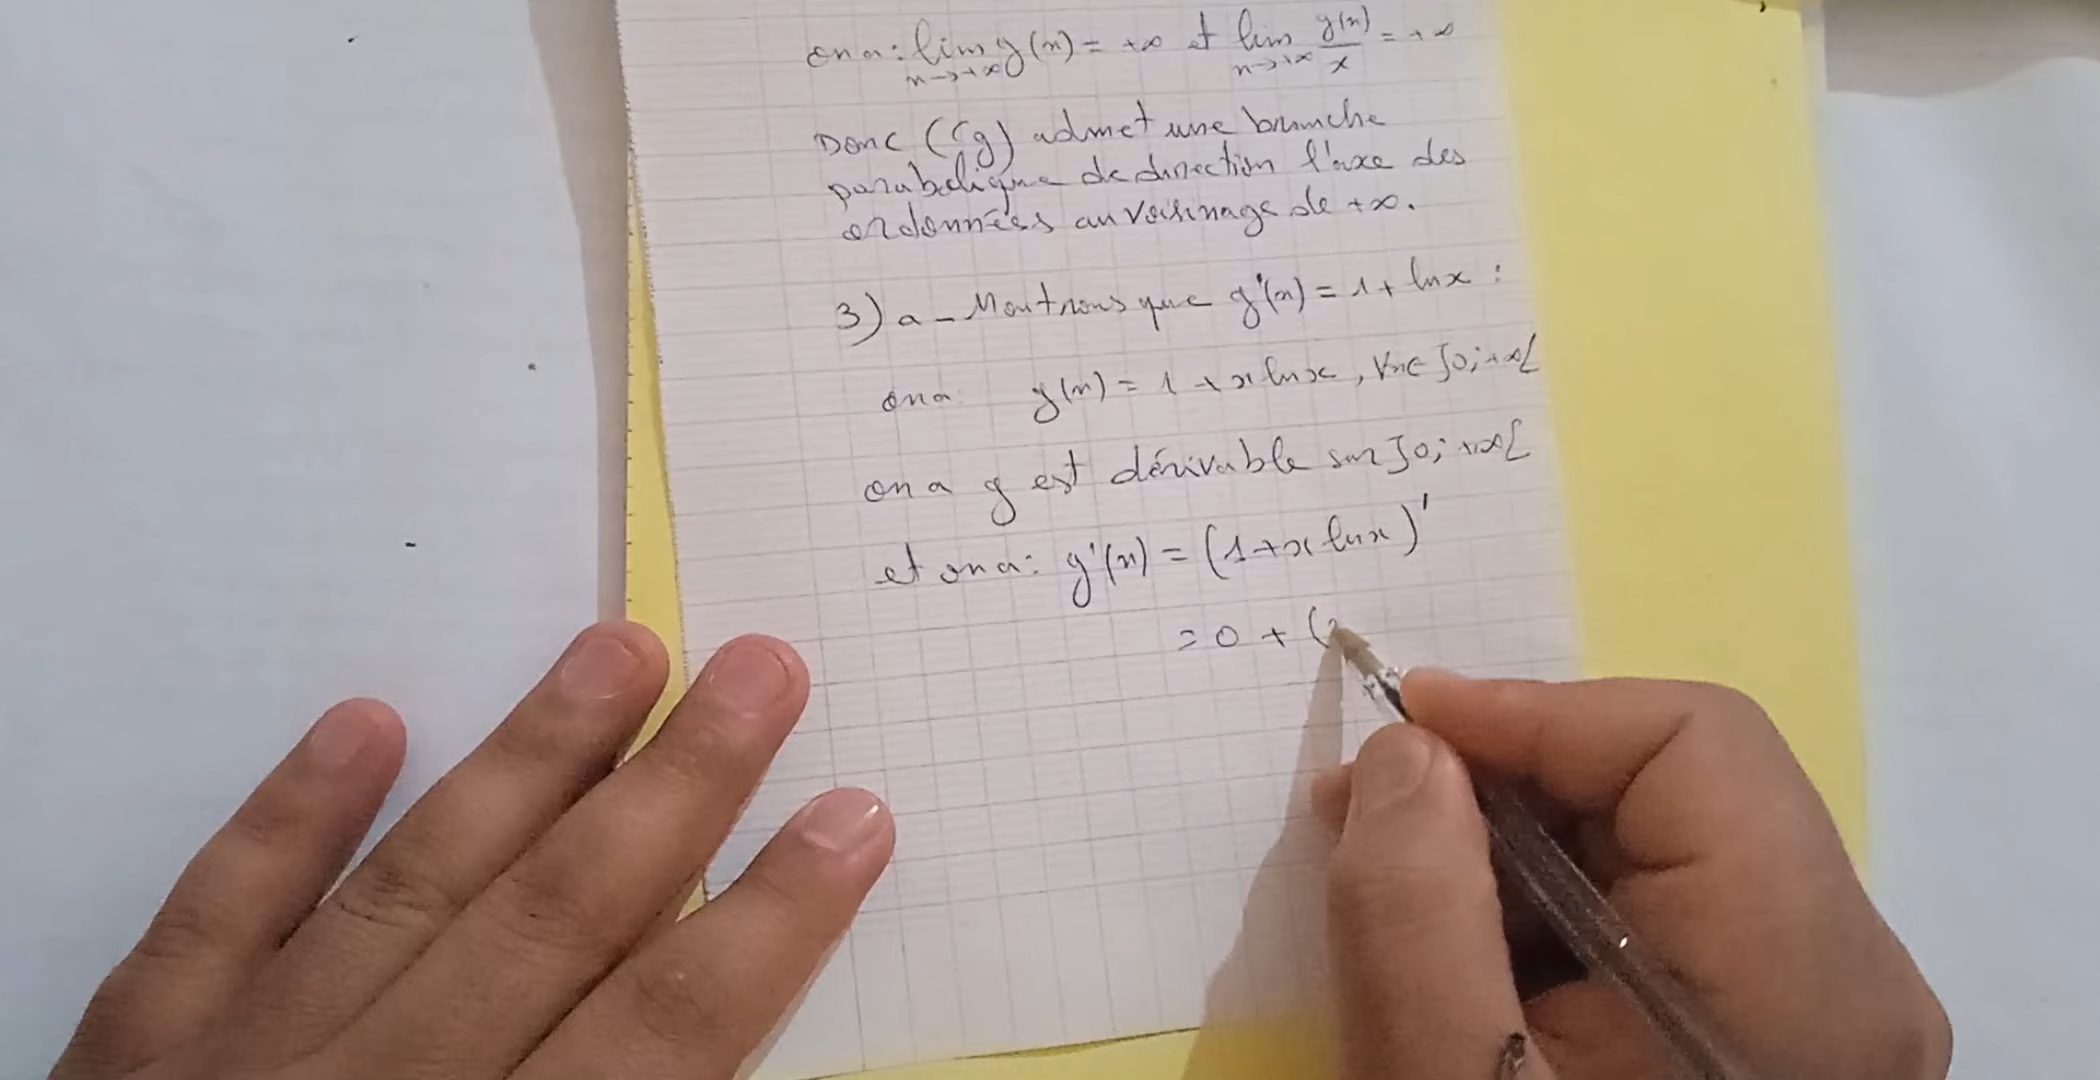 on a: lim g(x) = +∞ et lim g(x)/x = +∞
x→+∞ x→+∞
Donc (Cg) admet une branche
parabolique de direction l'axe des
ordonnées au voisinage de +∞.
3) a - Montrons que g'(x) = 1 + ln x :
on a: g(x) = 1 + x ln x, ∀x∈ ]0; +∞[
on a g est dérivable sur ]0; +∞[
et on a: g'(x) = (1 + x ln x)'
= 0 + (